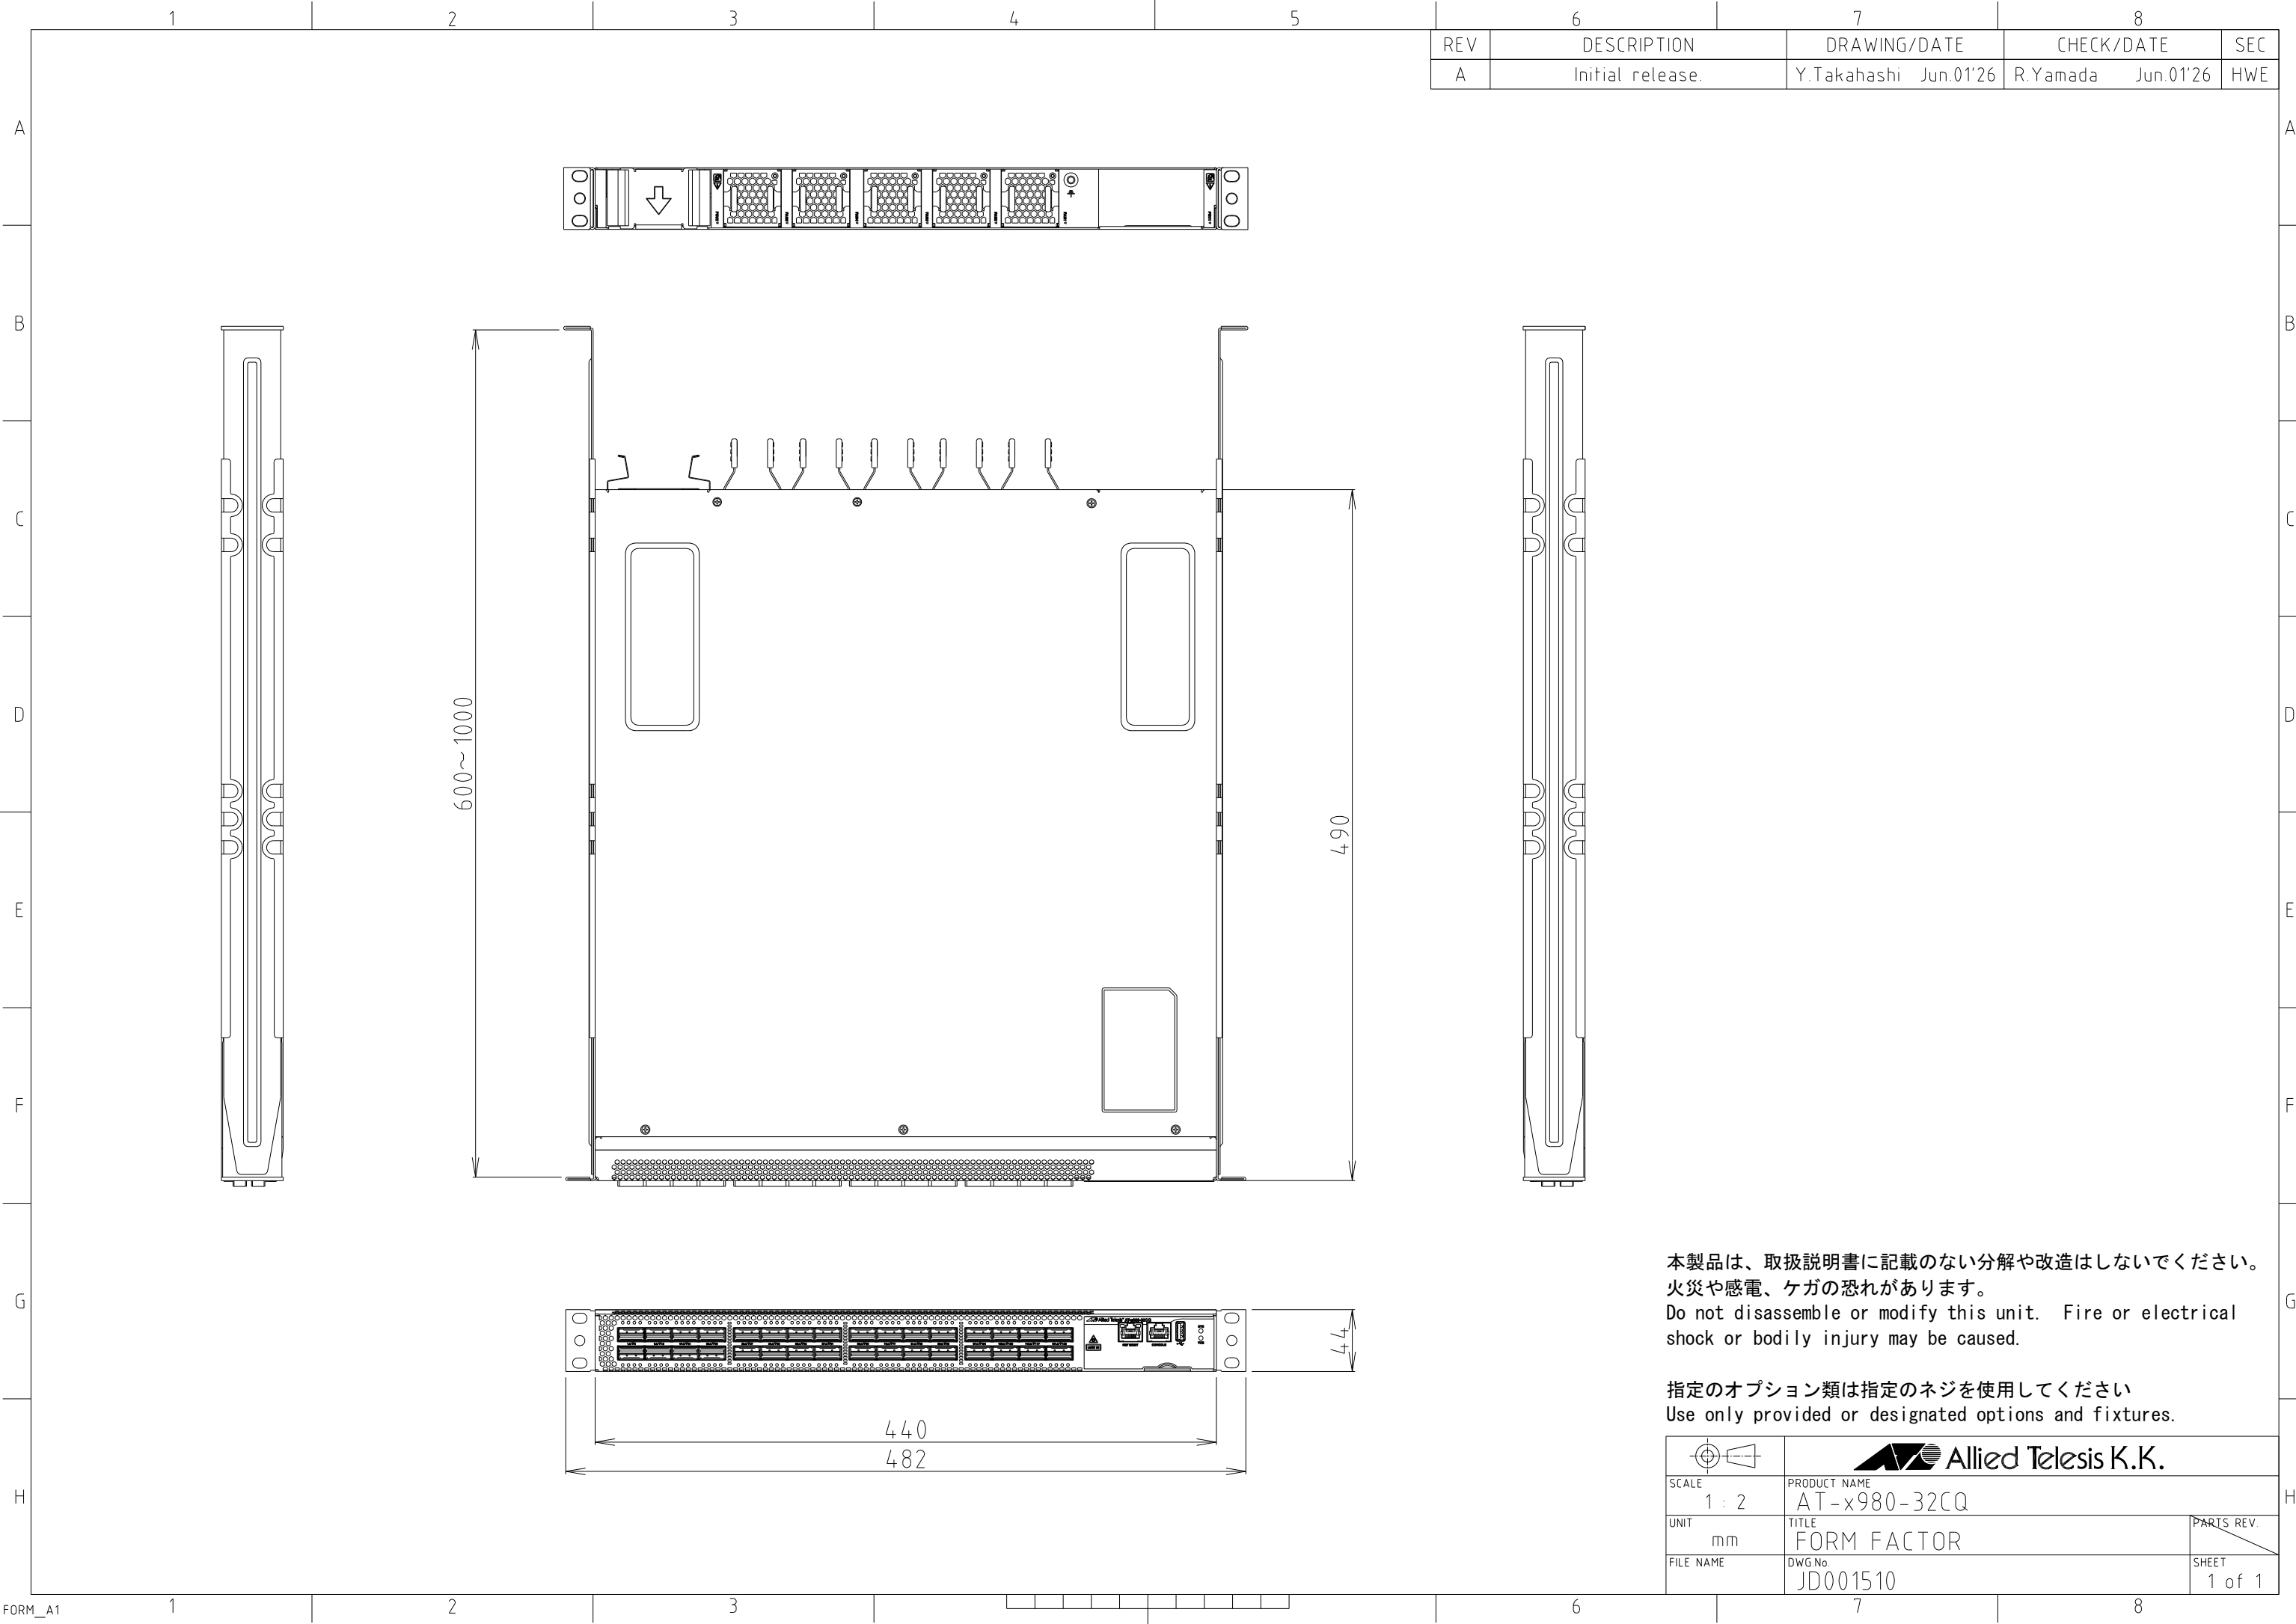 1 2 3 4 5 6 7 8
REV DESCRIPTION DRAWING/DATE CHECK/DATE SEC
A Initial release. Y.Takahashi Jun.01'26 R.Yamada Jun.01'26 HWE
A A
B B
C C
D D
600~1000
490
E E
F F
G G
44
440
482
本製品は、取扱説明書に記載のない分解や改造はしないでください。
火災や感電、ケガの恐れがあります。
Do not disassemble or modify this unit. Fire or electrical
shock or bodily injury may be caused.
指定のオプション類は指定のネジを使用してください
Use only provided or designated options and fixtures.
Allied Telesis K.K.
H H
SCALE
1 : 2
PRODUCT NAME
AT-x980-32CQ
UNIT
mm
TITLE
FORM FACTOR
PARTS REV.
FILE NAME
DWG.No.
JD001510
SHEET
1 of 1
FORM_A1
1 2 3 6 7 8